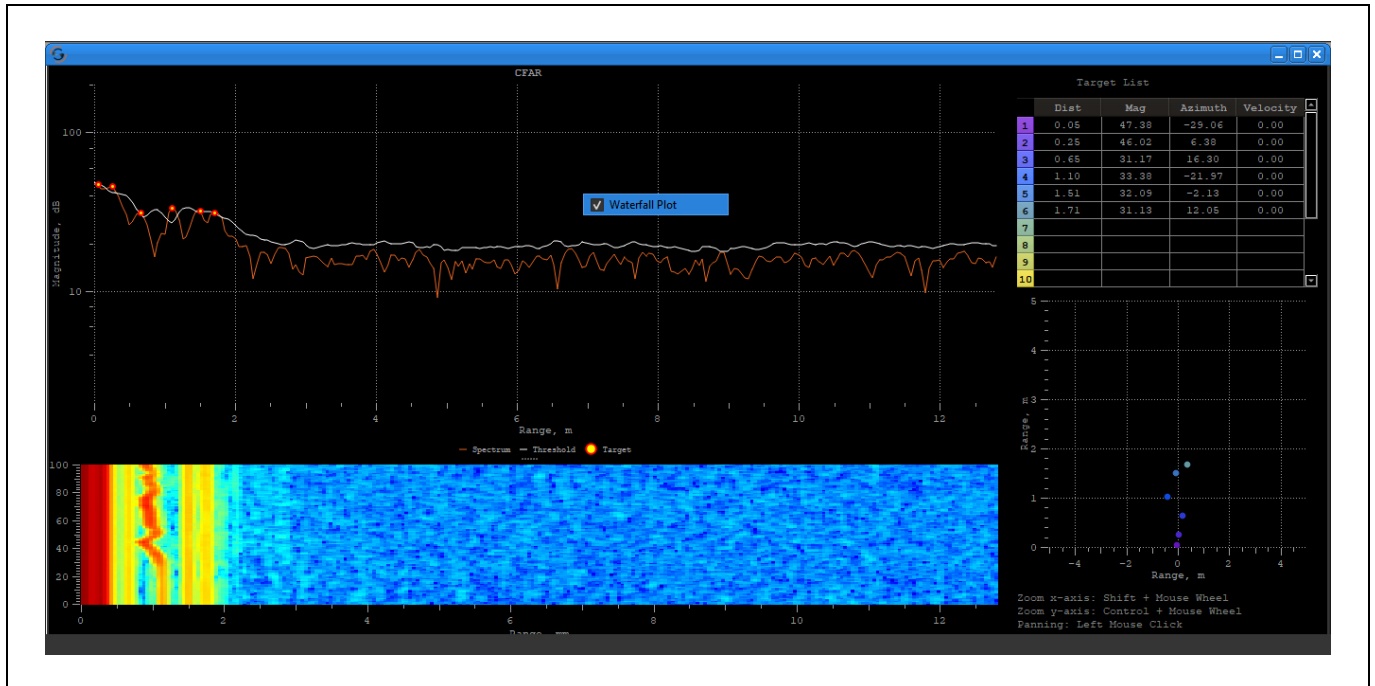 CFAR
100
10
Magnitude, dB
0 2 4 6 8 10 12
Range, m
Spectrum Threshold Target
Waterfall Plot
100
80
60
40
20
0
0 2 4 6 8 10 12
Range, mm
Target List
Dist Mag Azimuth Velocity
1 0.05 47.38 -29.06 0.00
2 0.25 46.02 6.38 0.00
3 0.65 31.17 16.30 0.00
4 1.10 33.38 -21.97 0.00
5 1.51 32.09 -2.13 0.00
6 1.71 31.13 12.05 0.00
7
8
9
10
5
4
3
2
1
0
Range, m
-4 -2 0 2 4
Range, m
Zoom x-axis: Shift + Mouse Wheel
Zoom y-axis: Control + Mouse Wheel
Panning: Left Mouse Click